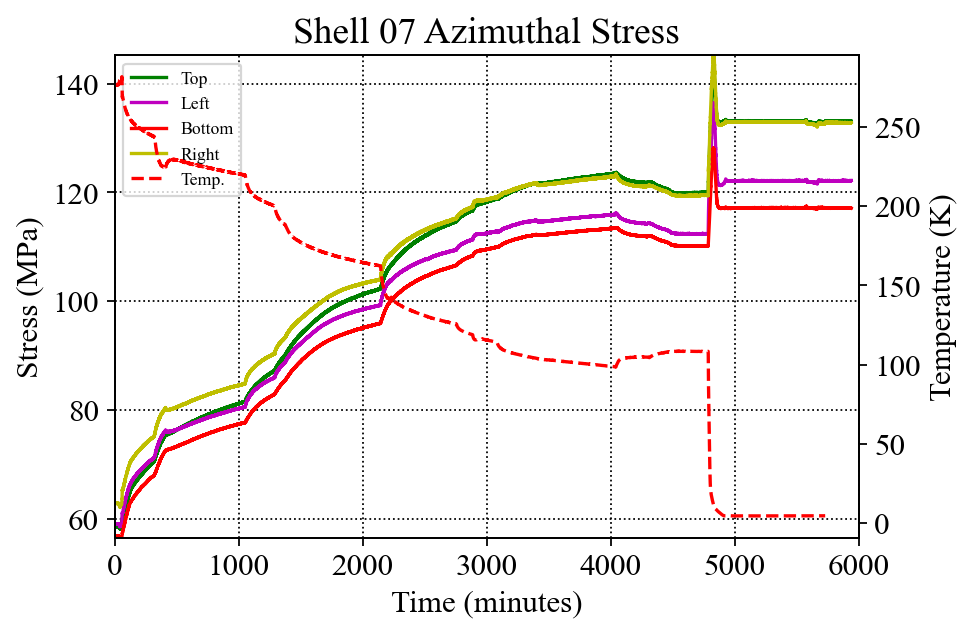 Shell 07 Azimuthal Stress
Top
Left
Bottom
Right
Temp.
Stress (MPa)
140
120
100
80
60
Temperature (K)
250
200
150
100
50
0
0 1000 2000 3000 4000 5000 6000
Time (minutes)